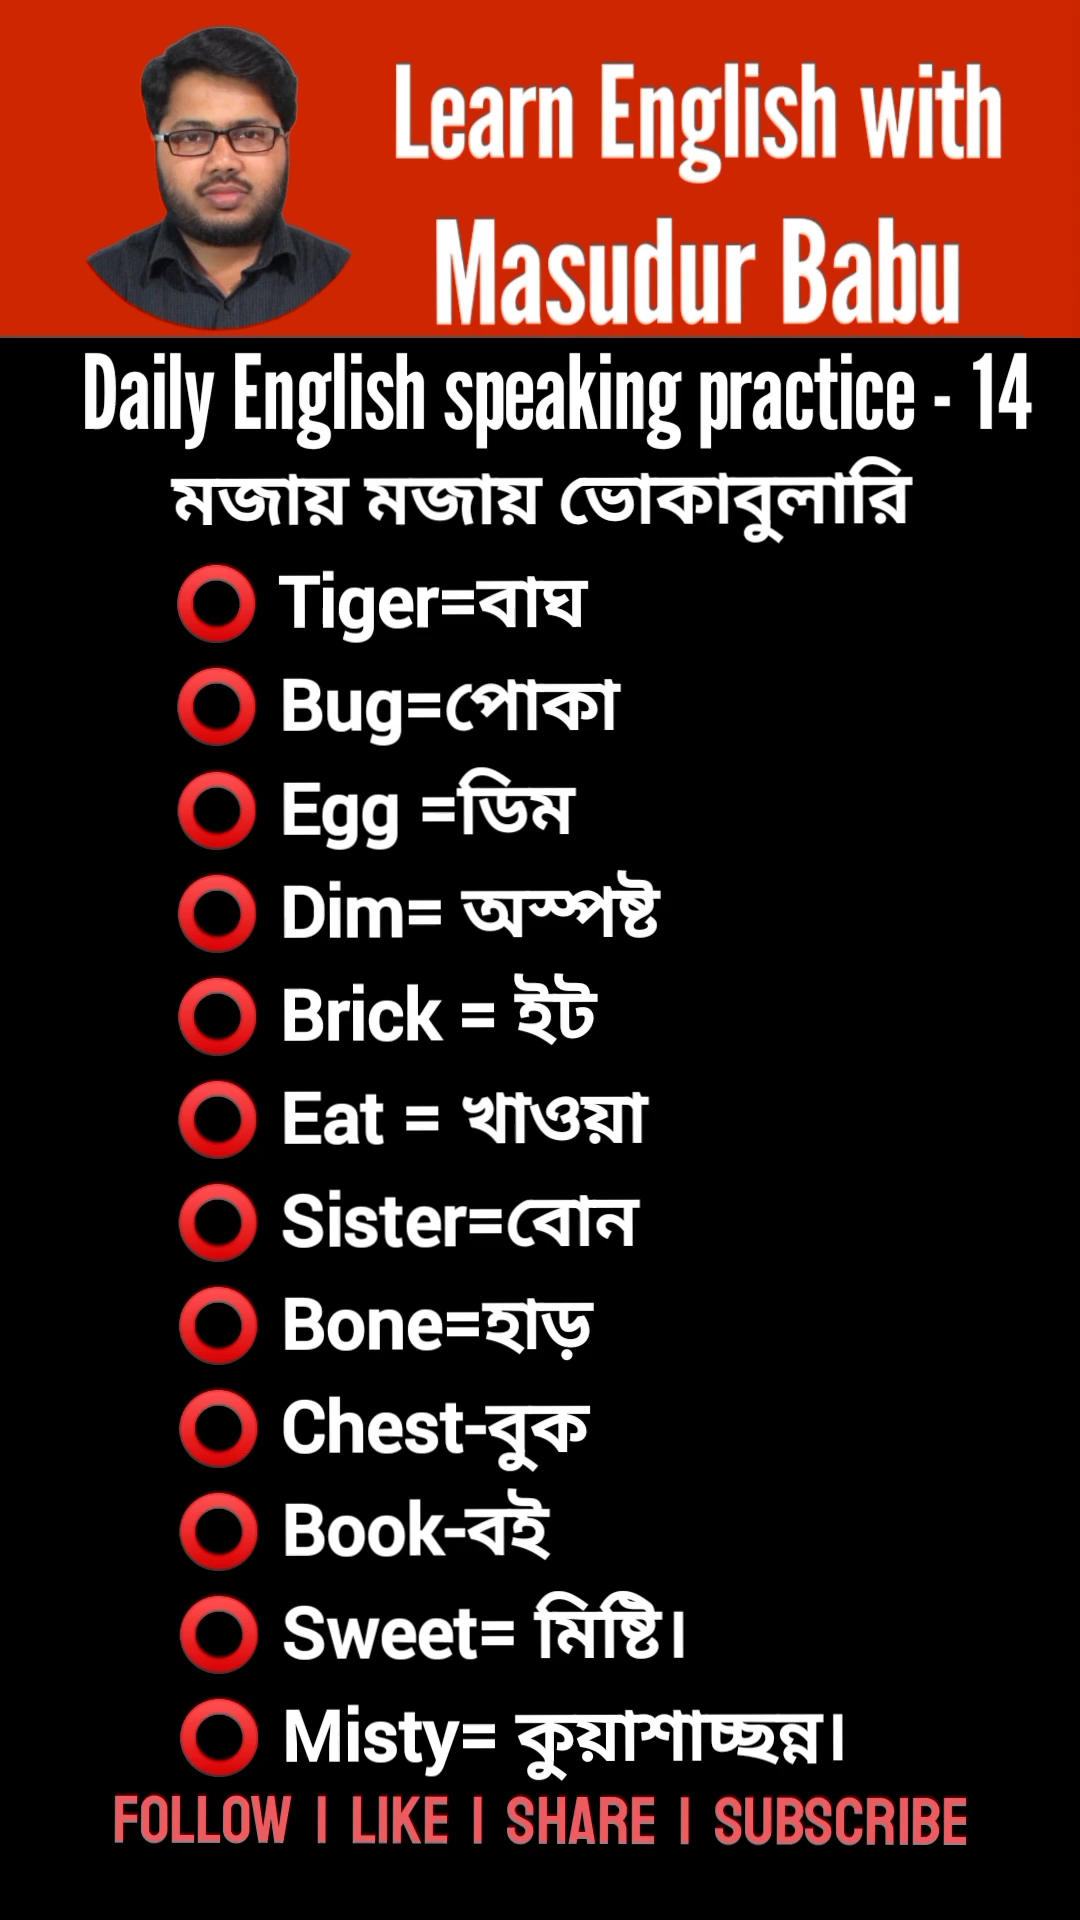 Learn English with
Masudur Babu
Daily English speaking practice - 14
মজায় মজায় ভোকাবুলারি
Tiger=বাঘ
Bug=পোকা
Egg =ডিম
Dim= অস্পষ্ট
Brick = ইট
Eat = খাওয়া
Sister=বোন
Bone=হাড়
Chest-বুক
Book-বই
Sweet= মিষ্টি।
Misty= কুয়াশাচ্ছন্ন।
FOLLOW | LIKE | SHARE | SUBSCRIBE